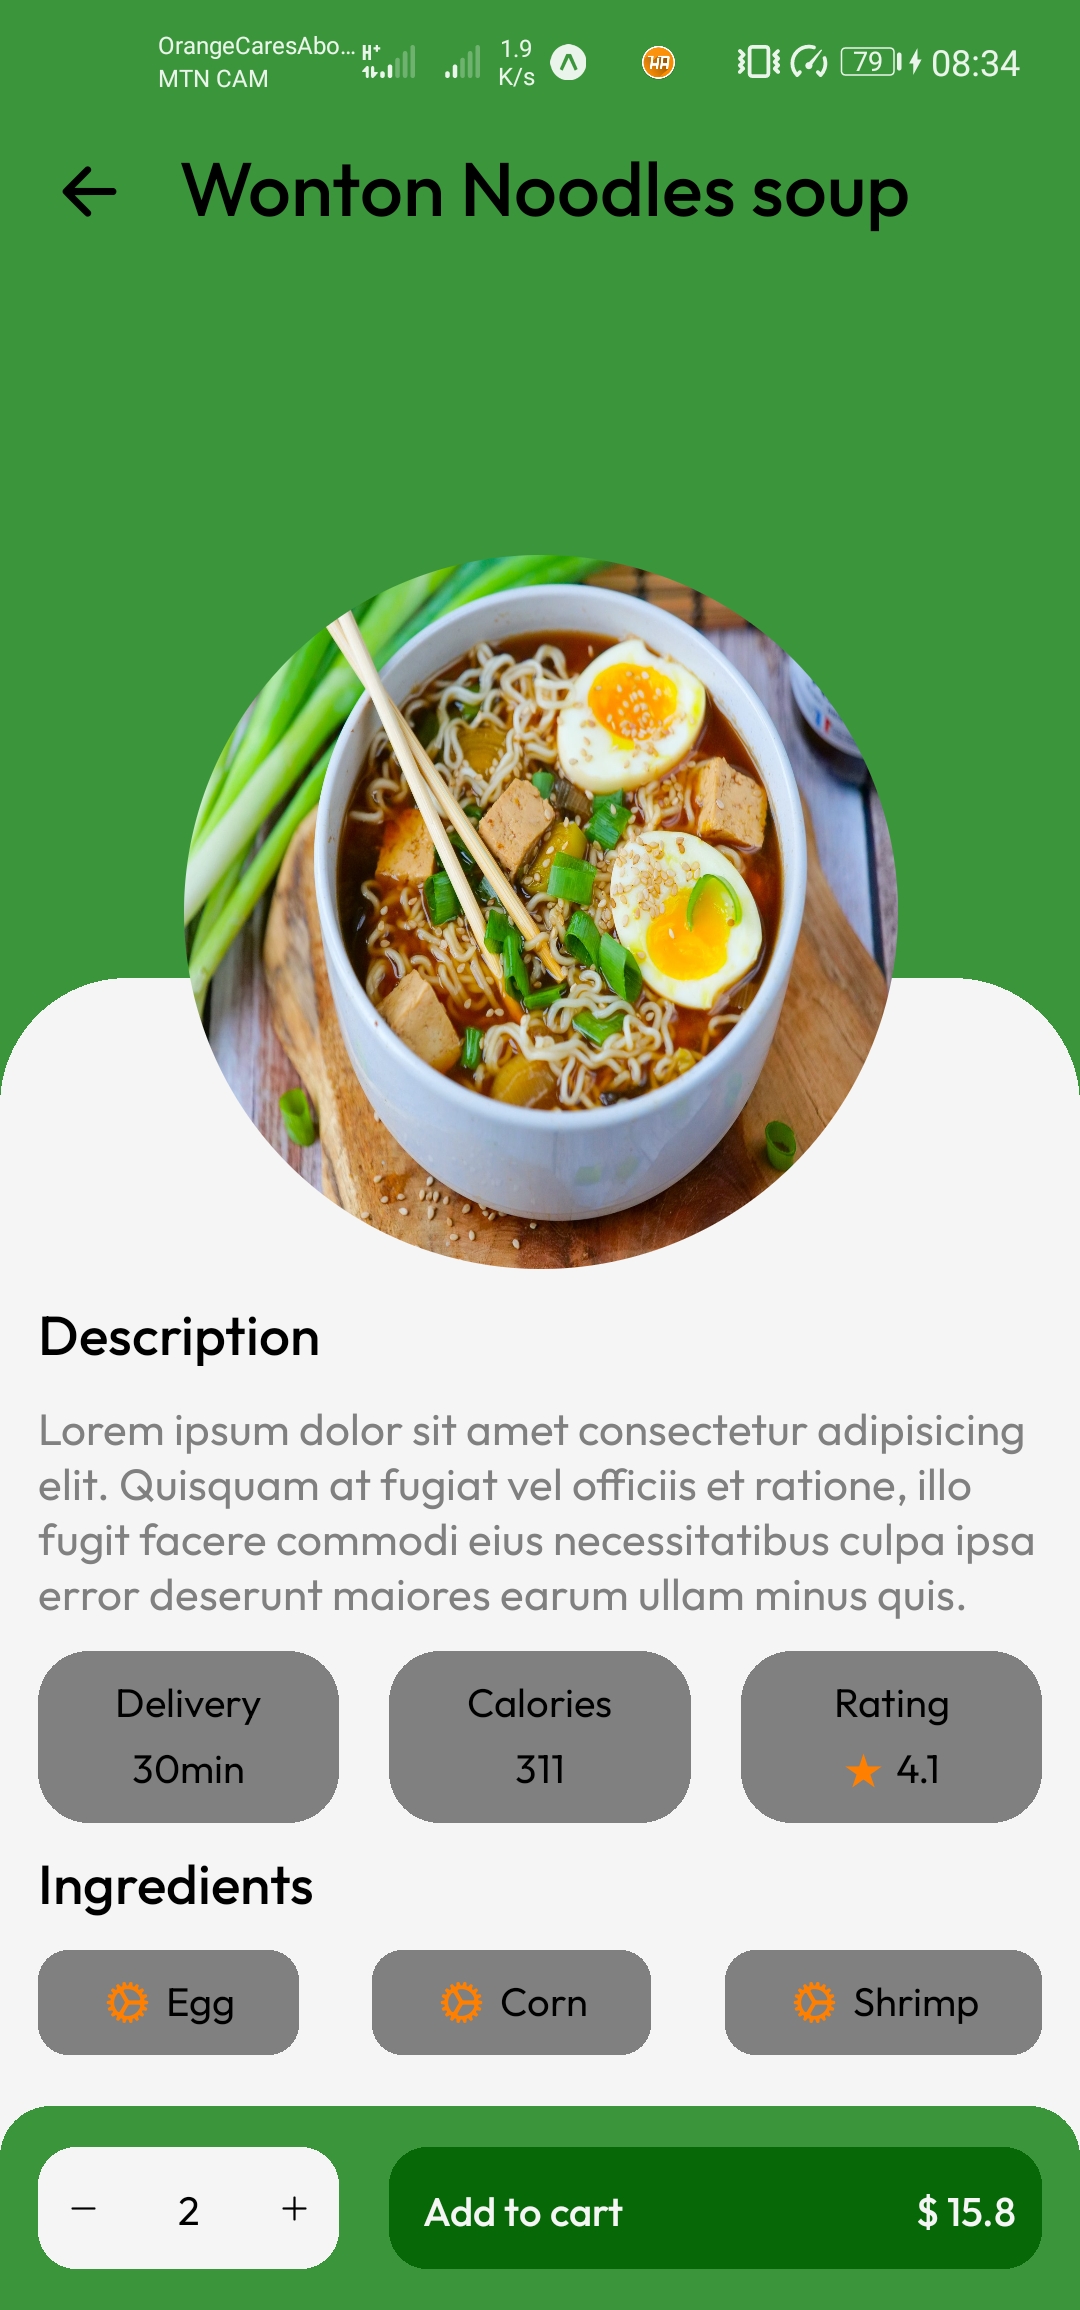 OrangeCaresAbo... H+ 1.9 K/s 79 08:34
MTN CAM
Wonton Noodles soup
Description
Lorem ipsum dolor sit amet consectetur adipisicing
elit. Quisquam at fugiat vel officiis et ratione, illo
fugit facere commodi eius necessitatibus culpa ipsa
error deserunt maiores earum ullam minus quis.
Delivery Calories Rating
30min 311 4.1
Ingredients
Egg Corn Shrimp
− 2 + Add to cart $ 15.8